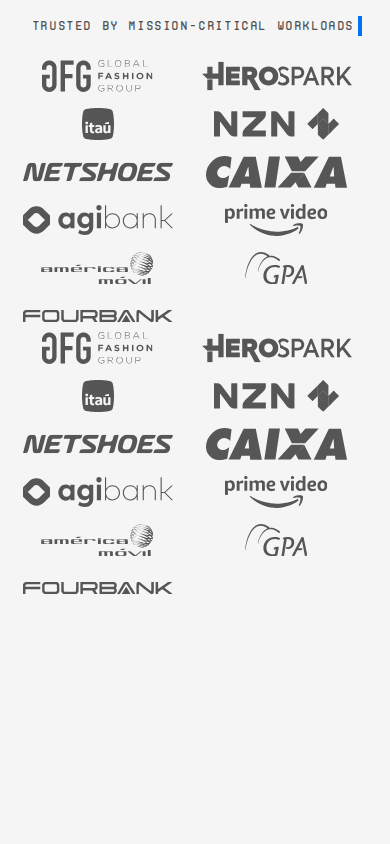 TRUSTED BY MISSION-CRITICAL WORKLOADS
GFG GLOBAL FASHION GROUP
HEROSPARK
itaú
NZN
NETSHOES
CAIXA
agibank
prime video
américa móvil
GPA
FOURBANK
GFG GLOBAL FASHION GROUP
HEROSPARK
itaú
NZN
NETSHOES
CAIXA
agibank
prime video
américa móvil
GPA
FOURBANK